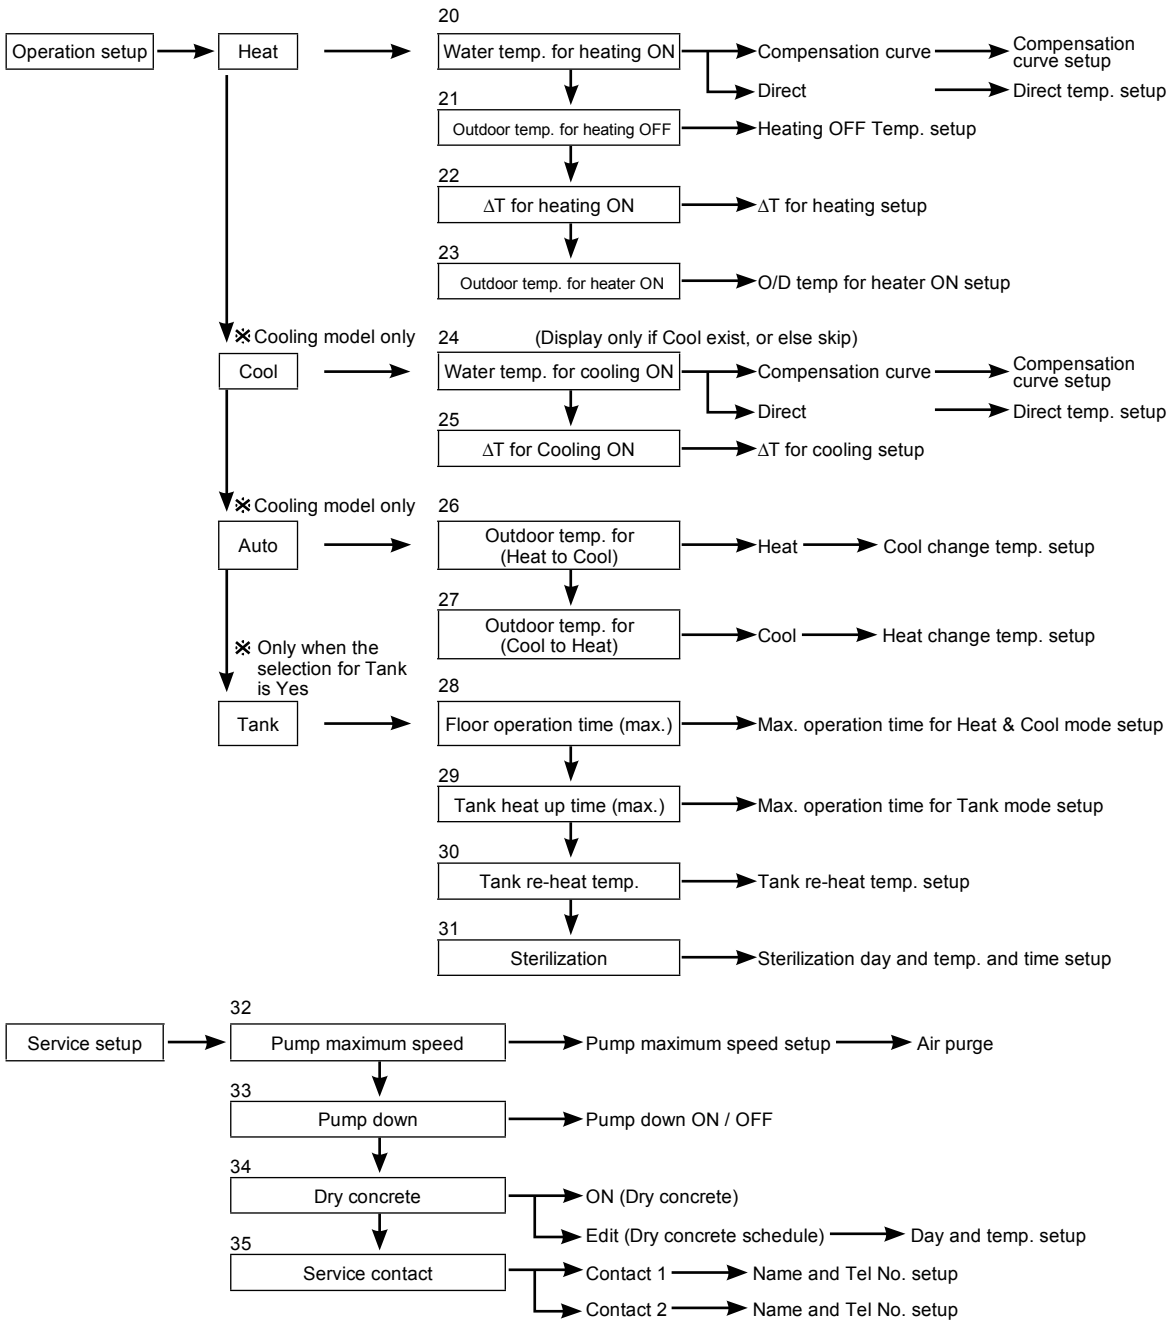 20
Operation setup
Heat
Water temp. for heating ON
Compensation curve
Compensation
curve setup
Direct
Direct temp. setup
21
Outdoor temp. for heating OFF
Heating OFF Temp. setup
22
ΔT for heating ON
ΔT for heating setup
23
Outdoor temp. for heater ON
O/D temp for heater ON setup
※ Cooling model only
24
(Display only if Cool exist, or else skip)
Cool
Water temp. for cooling ON
Compensation curve
Compensation
curve setup
Direct
Direct temp. setup
25
ΔT for Cooling ON
ΔT for cooling setup
※ Cooling model only
26
Auto
Outdoor temp. for
(Heat to Cool)
Heat
Cool change temp. setup
27
Outdoor temp. for
(Cool to Heat)
Cool
Heat change temp. setup
※ Only when the
selection for Tank
is Yes
28
Tank
Floor operation time (max.)
Max. operation time for Heat & Cool mode setup
29
Tank heat up time (max.)
Max. operation time for Tank mode setup
30
Tank re-heat temp.
Tank re-heat temp. setup
31
Sterilization
Sterilization day and temp. and time setup
32
Service setup
Pump maximum speed
Pump maximum speed setup
Air purge
33
Pump down
Pump down ON / OFF
34
Dry concrete
ON (Dry concrete)
Edit (Dry concrete schedule)
Day and temp. setup
35
Service contact
Contact 1
Name and Tel No. setup
Contact 2
Name and Tel No. setup